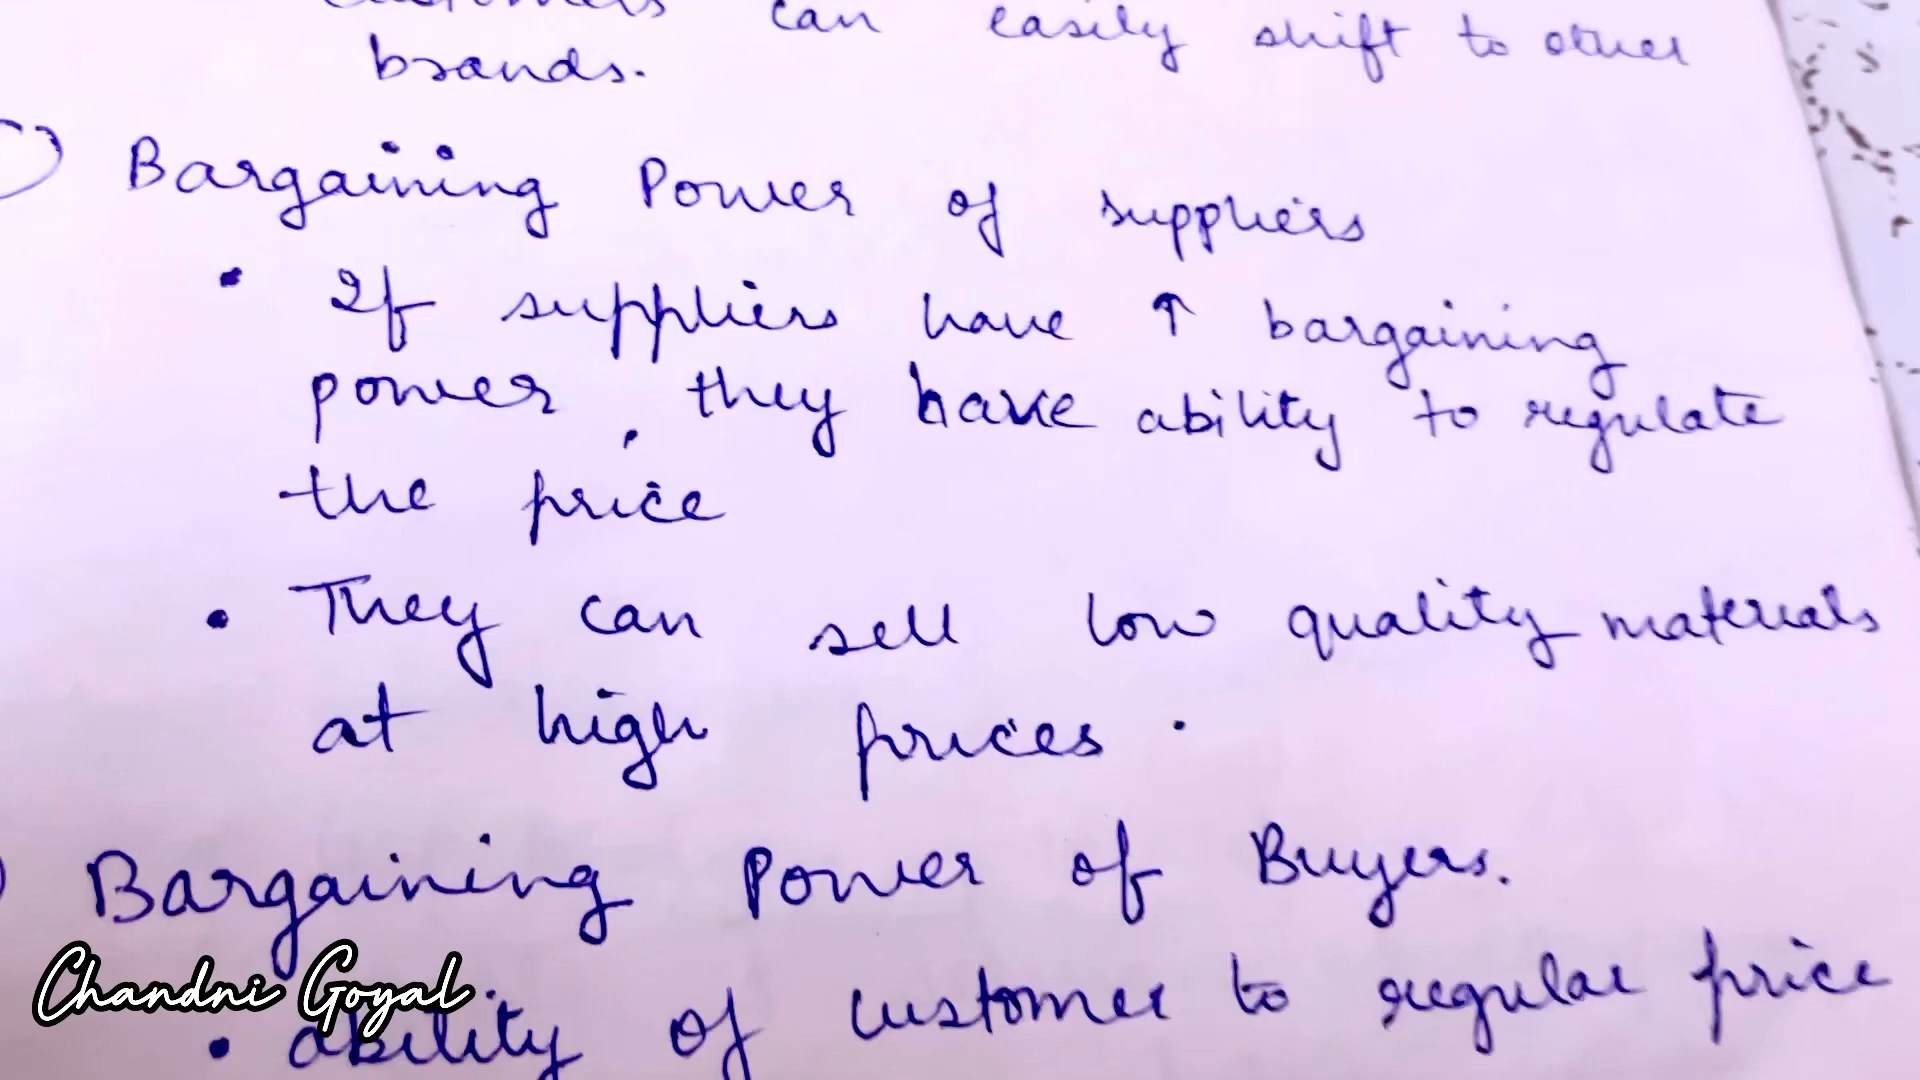 customers can easily shift to other
brands.
Bargaining Power of suppliers
• If suppliers have ↑ bargaining
power, they have ability to regulate
the price
• They can sell low quality materials
at high prices.
Bargaining Power of Buyers.
• ability of customer to regular price
Chandni Goyal